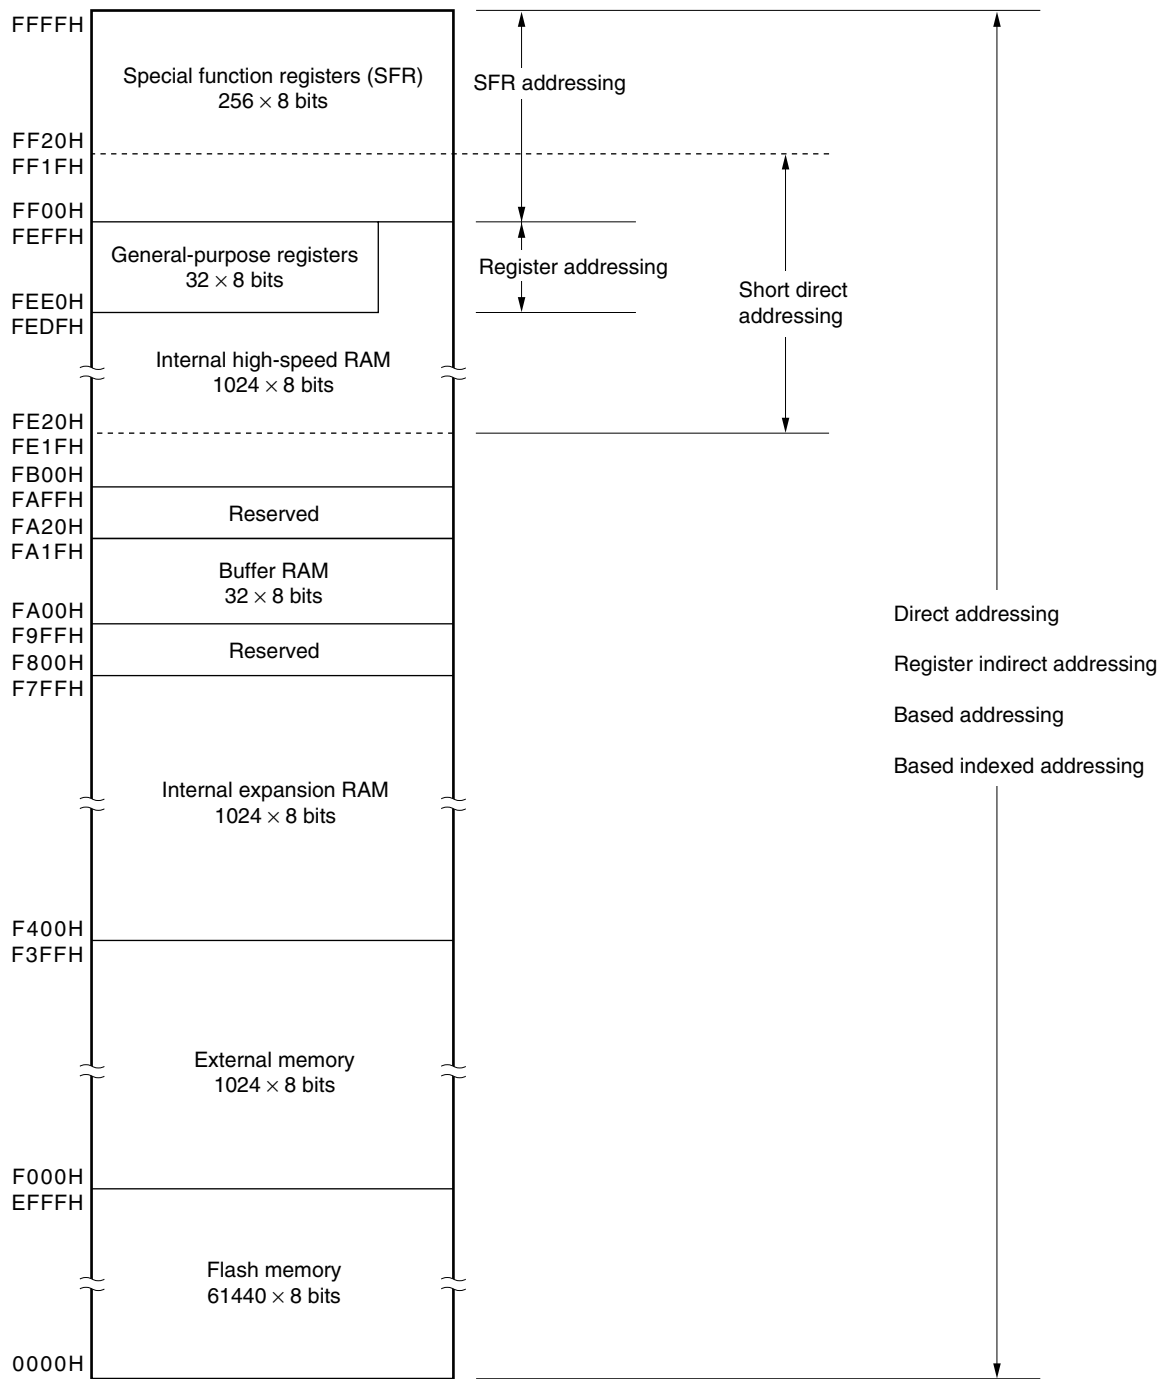 FFFFH
Special function registers (SFR)
256 × 8 bits
SFR addressing
FF20H
FF1FH
FF00H
FEFFH
General-purpose registers
32 × 8 bits
Register addressing
FEE0H
FEDFH
Short direct
addressing
Internal high-speed RAM
1024 × 8 bits
FE20H
FE1FH
FB00H
FAFFH
Reserved
FA20H
FA1FH
Buffer RAM
32 × 8 bits
FA00H
F9FFH
Reserved
F800H
F7FFH
Direct addressing
Register indirect addressing
Based addressing
Based indexed addressing
Internal expansion RAM
1024 × 8 bits
F400H
F3FFH
External memory
1024 × 8 bits
F000H
EFFFH
Flash memory
61440 × 8 bits
0000H